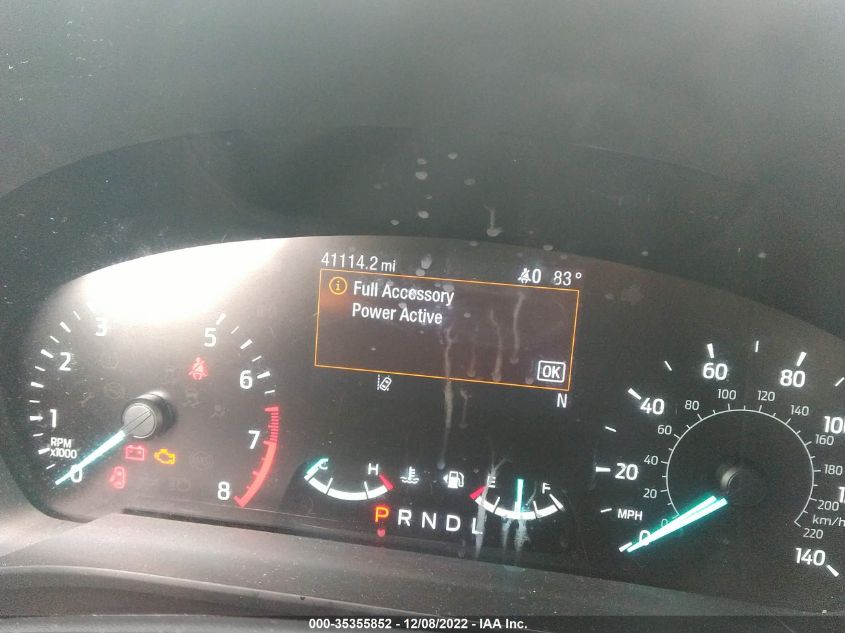 41114.2 mi
40 83°
Full Accessory
Power Active
OK
N
1 2 3 5 6 7 8 0
RPM
x1000
C H
E F
P R N D L
0 20 40 60 80 140
MPH
0 20 40 60 80 100 120 140 160 180 200 220
km/h
000-35355852 - 12/08/2022 - IAA Inc.